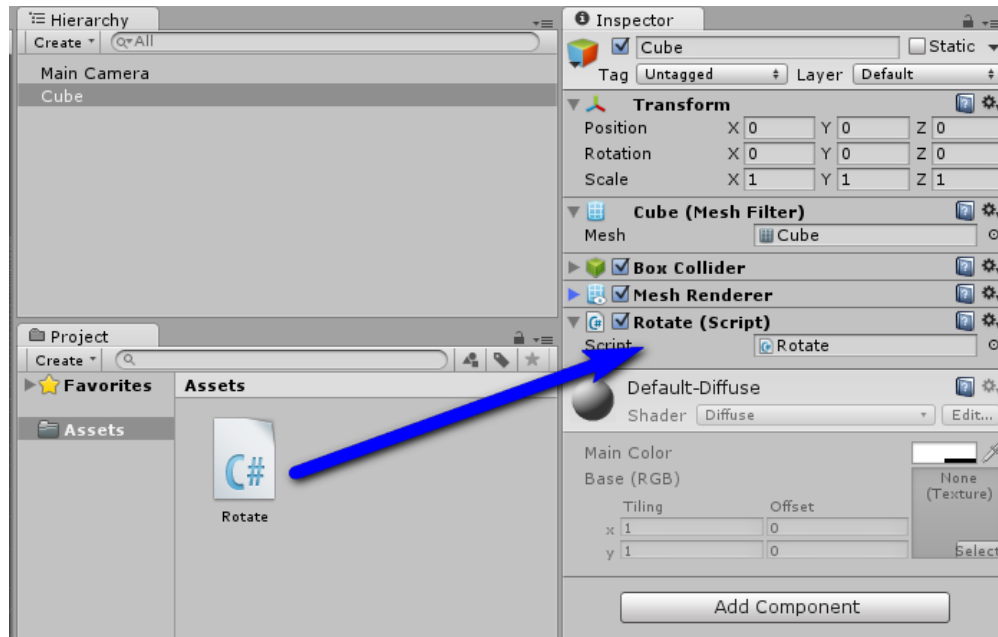 Hierarchy
Create All
Main Camera
Cube
Project
Create
Favorites
Assets
Assets
C#
Rotate
Inspector
Cube Static
Tag Untagged Layer Default
Transform
Position X 0 Y 0 Z 0
Rotation X 0 Y 0 Z 0
Scale X 1 Y 1 Z 1
Cube (Mesh Filter)
Mesh Cube
Box Collider
Mesh Renderer
Rotate (Script)
Script Rotate
Default-Diffuse
Shader Diffuse Edit...
Main Color
Base (RGB) None
(Texture)
Tiling Offset
x 1 0
y 1 0 Select
Add Component